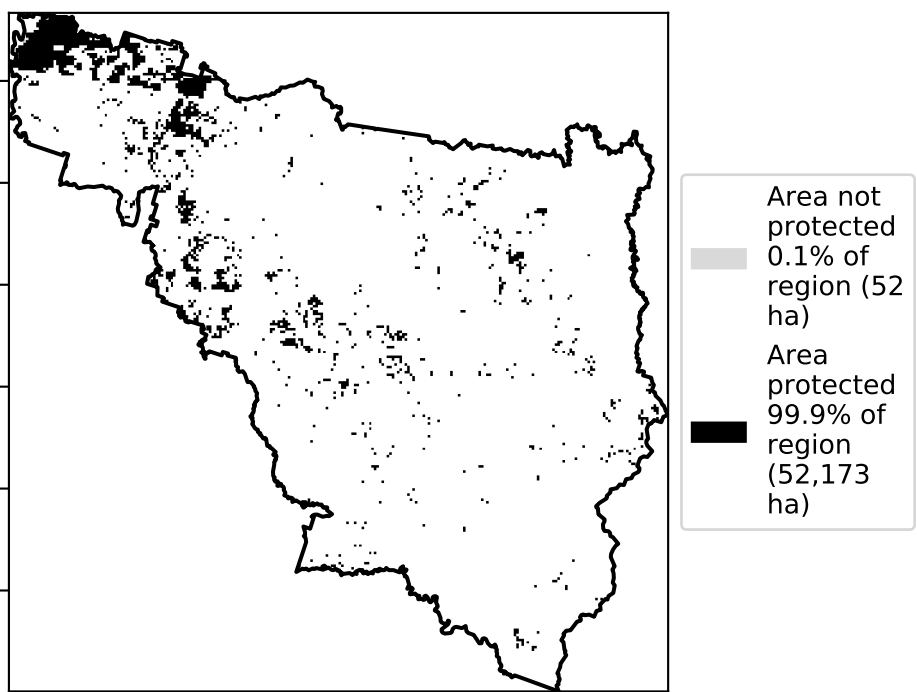 Area not
protected
0.1% of
region (52
ha)
Area
protected
99.9% of
region
(52,173
ha)